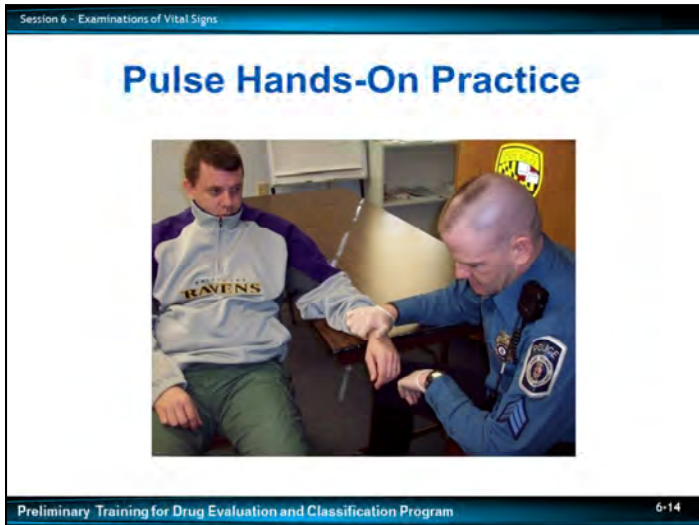 Session 6 - Examinations of Vital Signs
Pulse Hands-On Practice
RAVENS
POLICE
Preliminary Training for Drug Evaluation and Classification Program
6-14